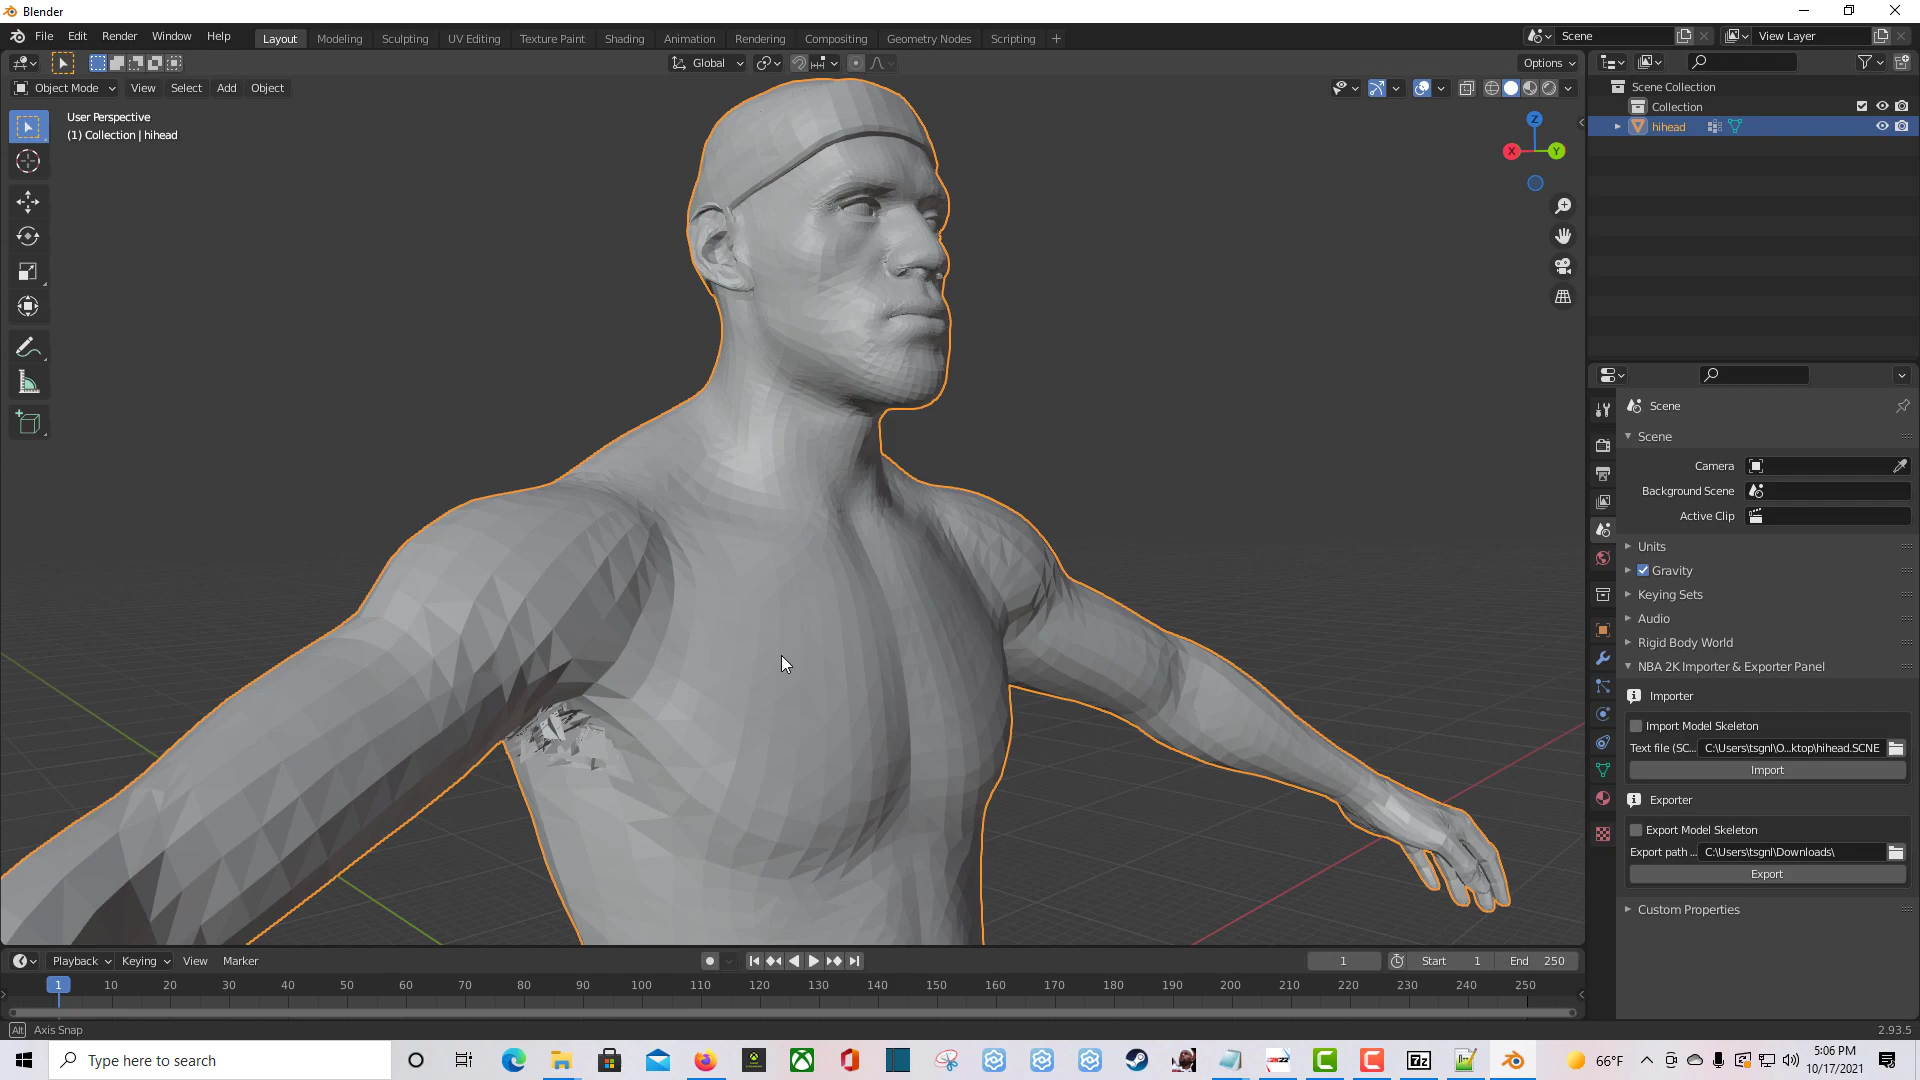 Blender
File Edit Render Window Help Layout Modeling Sculpting UV Editing Texture Paint Shading Animation Rendering Compositing Geometry Nodes Scripting + Scene View Layer
Global Options
Object Mode View Select Add Object
User Perspective
(1) Collection | hihead
Z
X Y
Scene Collection
Collection
hihead
Scene
Scene
Camera
Background Scene
Active Clip
Units
Gravity
Keying Sets
Audio
Rigid Body World
NBA 2K Importer & Exporter Panel
Importer
Import Model Skeleton
Text file (SC... C:\Users\tsgnl\O...ktop\hihead.SCNE
Import
Exporter
Export Model Skeleton
Export path ... C:\Users\tsgnl\Downloads\
Export
Custom Properties
Playback Keying View Marker 1 Start 1 End 250
1 10 20 30 40 50 60 70 80 90 100 110 120 130 140 150 160 170 180 190 200 210 220 230 240 250
Alt Axis Snap 2.93.5
Type here to search 7z 66°F 5:06 PM
10/17/2021